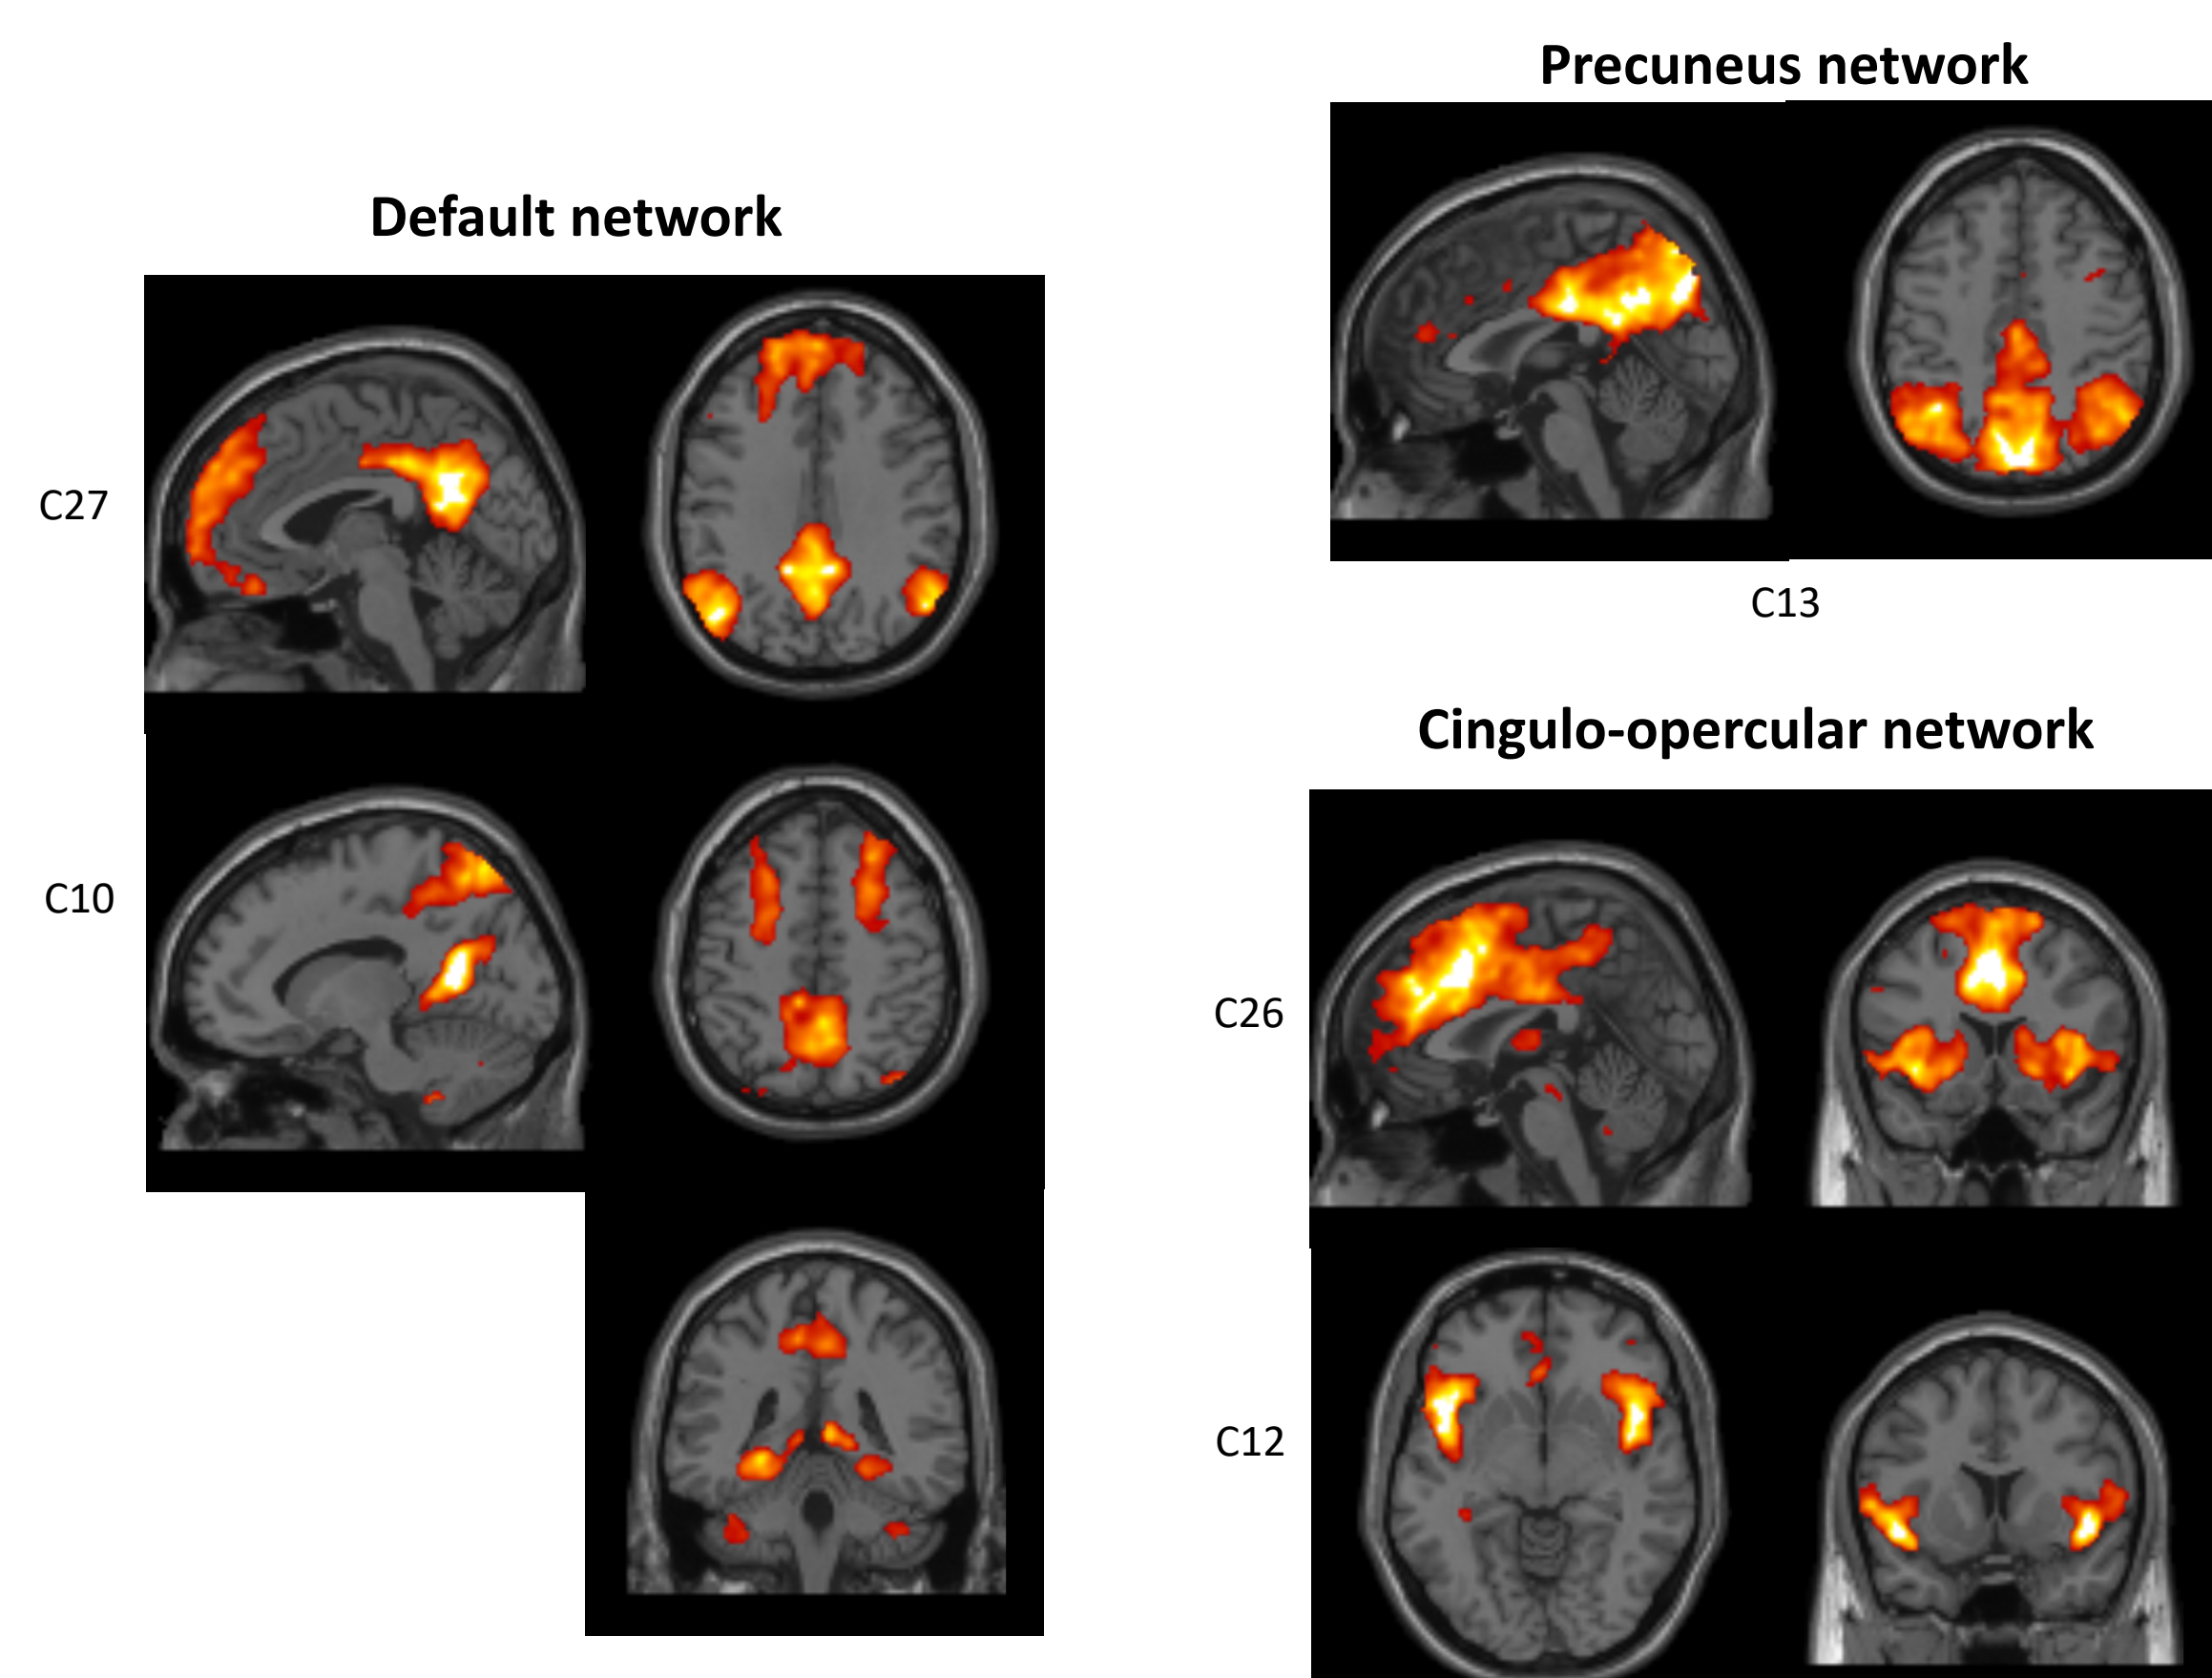 Default network
C27
C10
Precuneus network
C13
Cingulo-opercular network
C26
C12